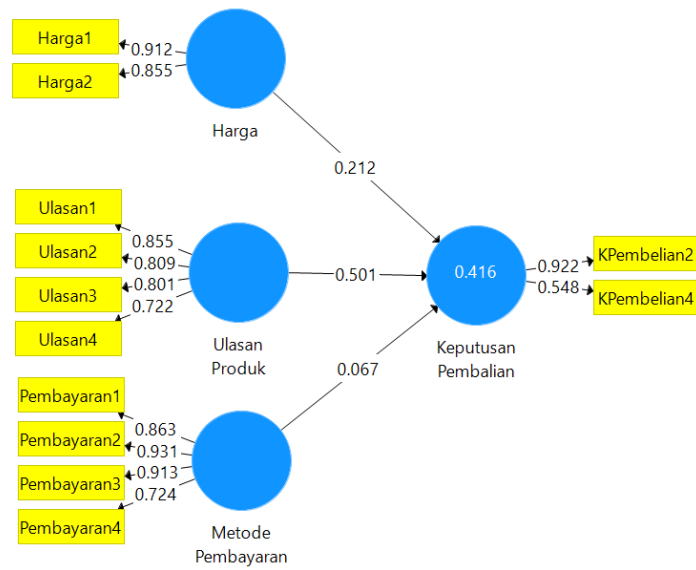 Harga1
0.912
Harga2
0.855
Harga
0.212
Ulasan1
0.855
Ulasan2
0.809
Ulasan3
0.801
Ulasan4
0.722
Ulasan
Produk
0.501
0.416
Keputusan
Pembalian
KPembelian2
0.922
KPembelian4
0.548
0.067
Pembayaran1
0.863
Pembayaran2
0.931
Pembayaran3
0.913
Pembayaran4
0.724
Metode
Pembayaran